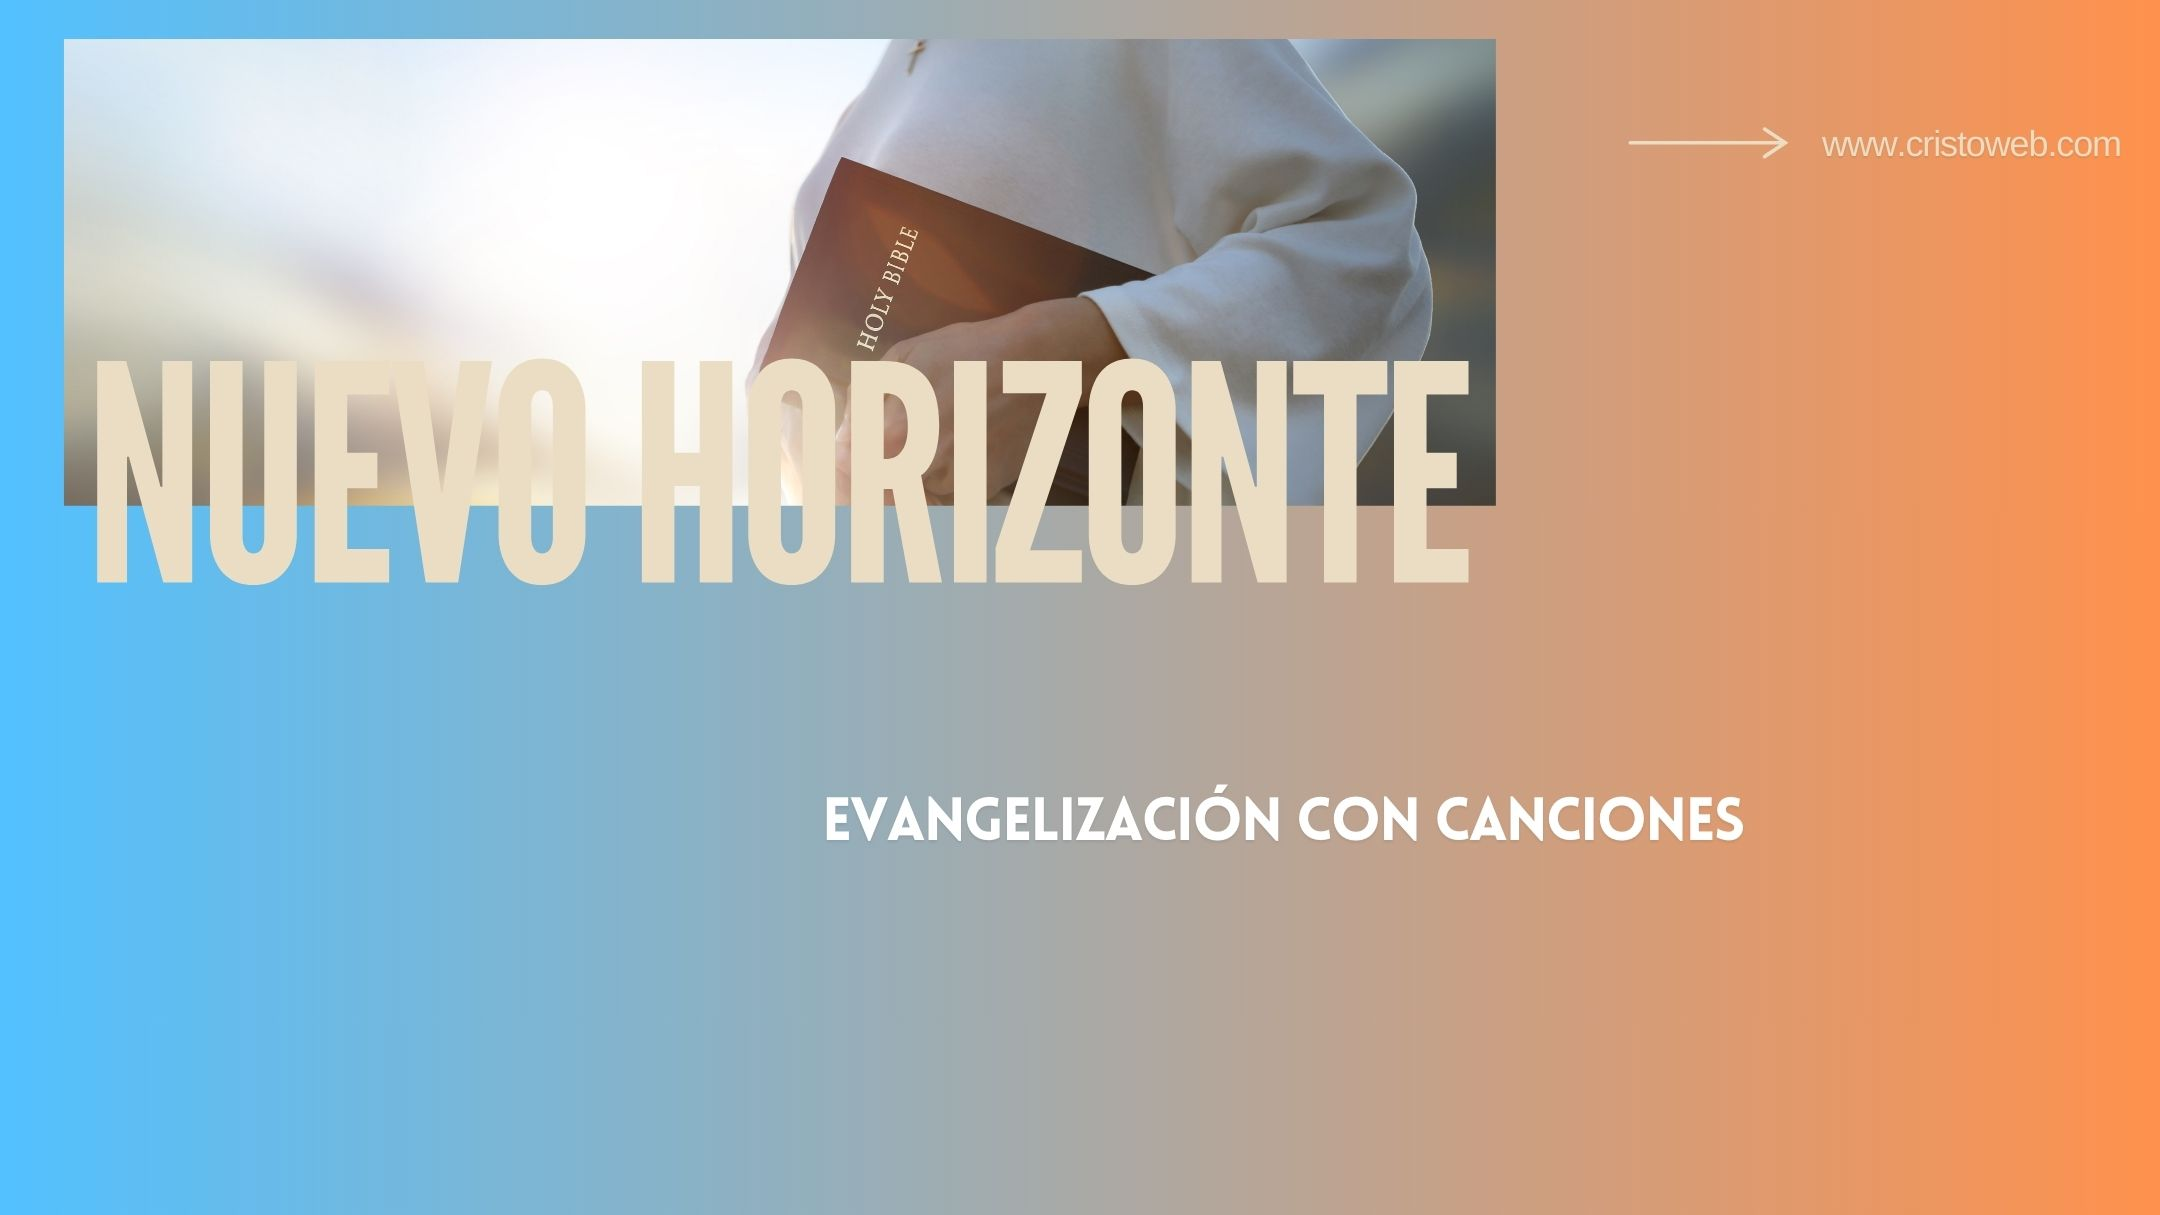 www.cristoweb.com
HOLY BIBLE
NUEVO HORIZONTE
EVANGELIZACIÓN CON CANCIONES